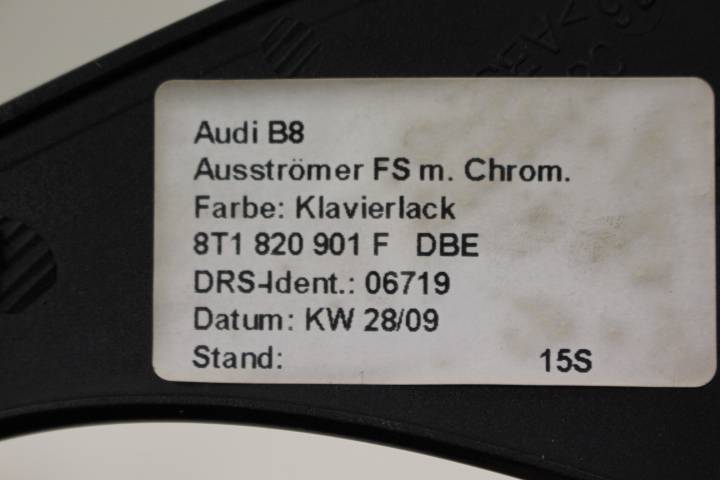 Audi B8
Ausströmer FS m. Chrom.
Farbe: Klavierlack
8T1 820 901 F DBE
DRS-Ident.: 06719
Datum: KW 28/09
Stand: 15S